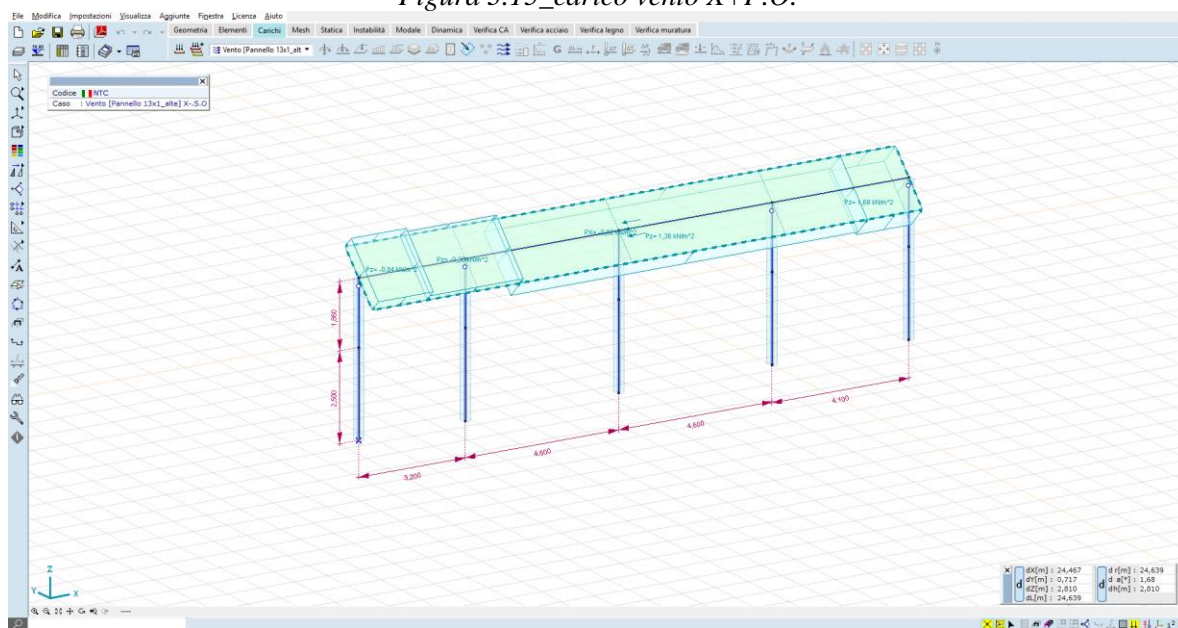 Figura 3.13_carico vento X+P.O.
File Modifica Impostazioni Visualizza Aggiunte Finestra Licenza Aiuto
Geometria Elementi Carichi Mesh Statica Instabilità Modale Dinamica Verifica CA Verifica acciaio Verifica legno Verifica muratura
Vento [Pannello 13x1_alt
Codice NTC
Caso : Vento [Pannello 13x1_alte] X-.S.O
Pz= 1,68 kN/m^2
Pz= 1,36 kN/m^2
1,860
2,500
3,200
4,600
4,600
4,100
Z
Y
X
dX[m] : 24,467
dY[m] : 0,717
dZ[m] : 2,810
dL[m] : 24,639
d
d r[m] : 24,639
d a[°] : 1,68
dh[m] : 2,810